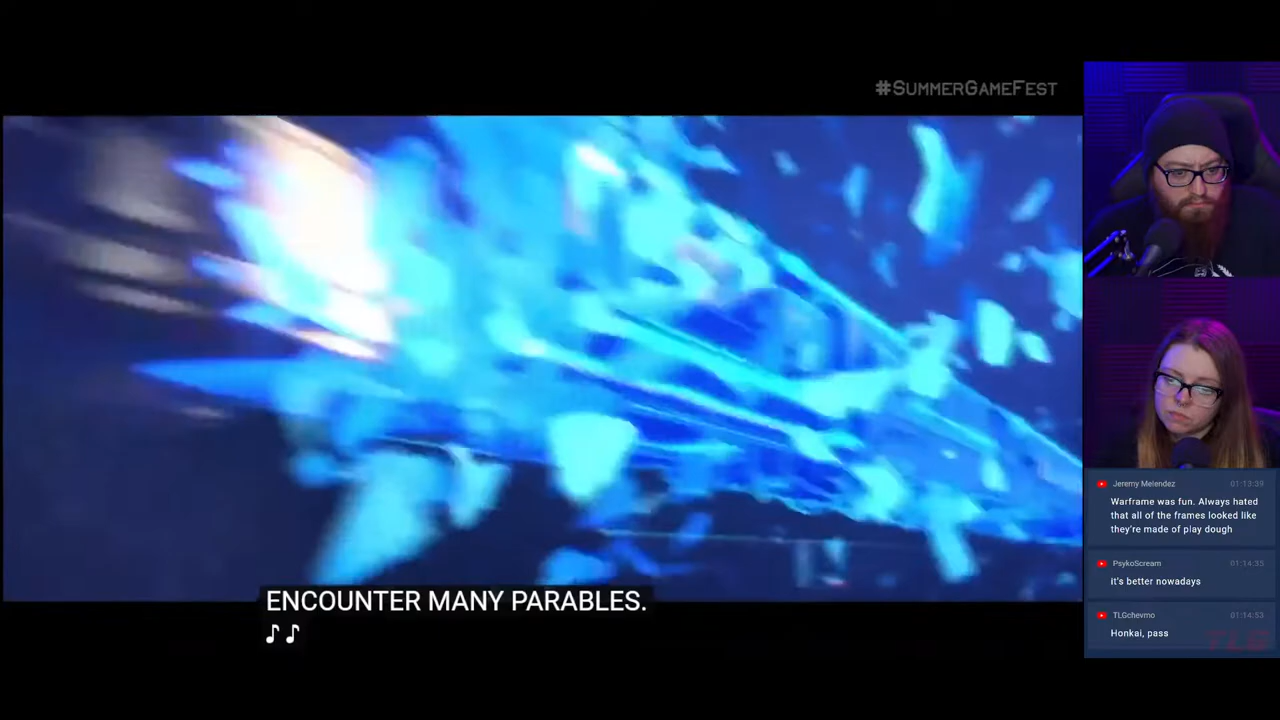 #SUMMERGAMEFEST
ENCOUNTER MANY PARABLES.
♪♪
Jeremy Melendez 01:13:39
Warframe was fun. Always hated
that all of the frames looked like
they're made of play dough
PsykoScream 01:14:35
it's better nowadays
TLGchevmo 01:14:53
Honkai, pass
TLG